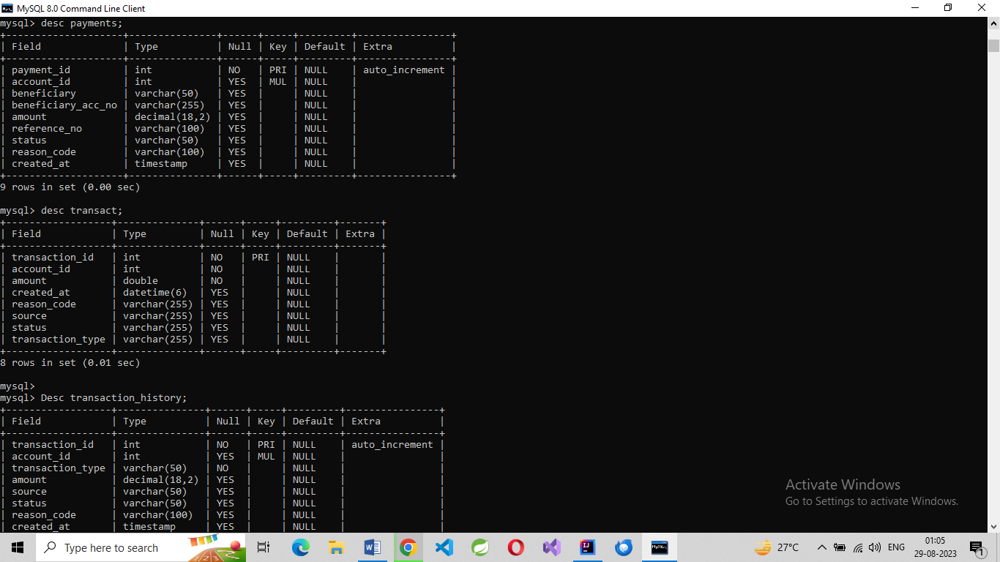 MySQL 8.0 Command Line Client
mysql> desc payments;
+--------------------+---------------+------+-----+---------+----------------+
| Field              | Type          | Null | Key | Default | Extra          |
+--------------------+---------------+------+-----+---------+----------------+
| payment_id         | int           | NO   | PRI | NULL    | auto_increment |
| account_id         | int           | YES  | MUL | NULL    |                |
| beneficiary        | varchar(50)   | YES  |     | NULL    |                |
| beneficiary_acc_no | varchar(255)  | YES  |     | NULL    |                |
| amount             | decimal(18,2) | YES  |     | NULL    |                |
| reference_no       | varchar(100)  | YES  |     | NULL    |                |
| status             | varchar(50)   | YES  |     | NULL    |                |
| reason_code        | varchar(100)  | YES  |     | NULL    |                |
| created_at         | timestamp     | YES  |     | NULL    |                |
+--------------------+---------------+------+-----+---------+----------------+
9 rows in set (0.00 sec)
mysql> desc transact;
+------------------+--------------+------+-----+---------+-------+
| Field            | Type         | Null | Key | Default | Extra |
+------------------+--------------+------+-----+---------+-------+
| transaction_id   | int          | NO   | PRI | NULL    |       |
| account_id       | int          | NO   |     | NULL    |       |
| amount           | double       | NO   |     | NULL    |       |
| created_at       | datetime(6)  | YES  |     | NULL    |       |
| reason_code      | varchar(255) | YES  |     | NULL    |       |
| source           | varchar(255) | YES  |     | NULL    |       |
| status           | varchar(255) | YES  |     | NULL    |       |
| transaction_type | varchar(255) | YES  |     | NULL    |       |
+------------------+--------------+------+-----+---------+-------+
8 rows in set (0.01 sec)
mysql>
mysql> Desc transaction_history;
+------------------+---------------+------+-----+---------+----------------+
| Field            | Type          | Null | Key | Default | Extra          |
+------------------+---------------+------+-----+---------+----------------+
| transaction_id   | int           | NO   | PRI | NULL    | auto_increment |
| account_id       | int           | YES  | MUL | NULL    |                |
| transaction_type | varchar(50)   | NO   |     | NULL    |                |
| amount           | decimal(18,2) | YES  |     | NULL    |                |
| source           | varchar(50)   | YES  |     | NULL    |                |
| status           | varchar(50)   | YES  |     | NULL    |                |
| reason_code      | varchar(100)  | YES  |     | NULL    |                |
| created_at       | timestamp     | YES  |     | NULL    |                |
Activate Windows
Go to Settings to activate Windows.
Type here to search
27°C
ENG
01:05
29-08-2023
1